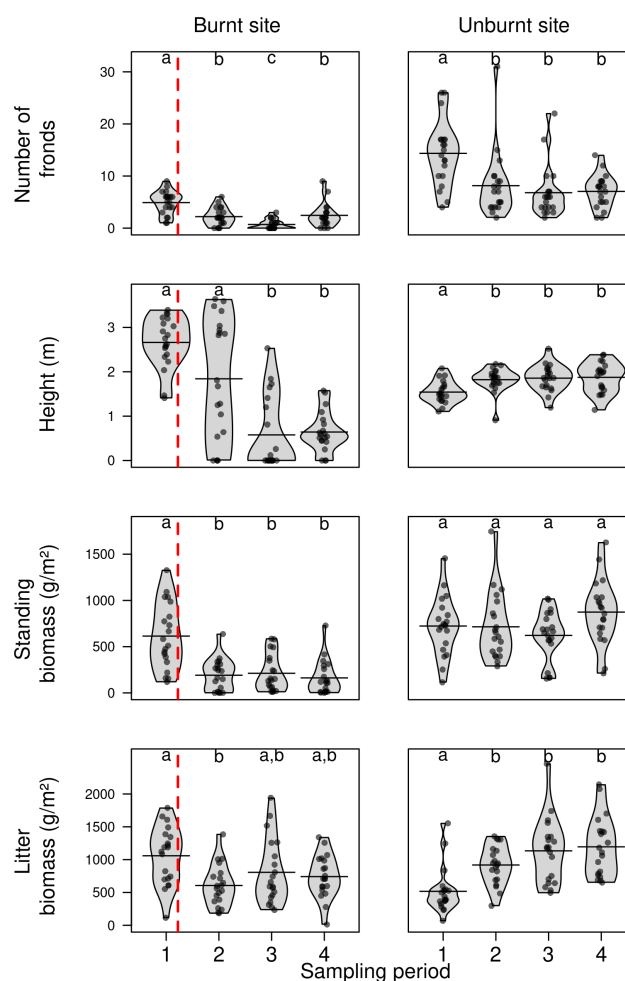 Burnt site Unburnt site
a b c b a b b b
Number of
fronds
30
20
10
0
a a b b a b b b
Height (m)
3
2
1
0
a b b b a a a a
Standing
biomass (g/m²)
1500
1000
500
0
a b a,b a,b a b b b
Litter
biomass (g/m²)
2000
1500
1000
500
0
1 2 3 4 1 2 3 4
Sampling period